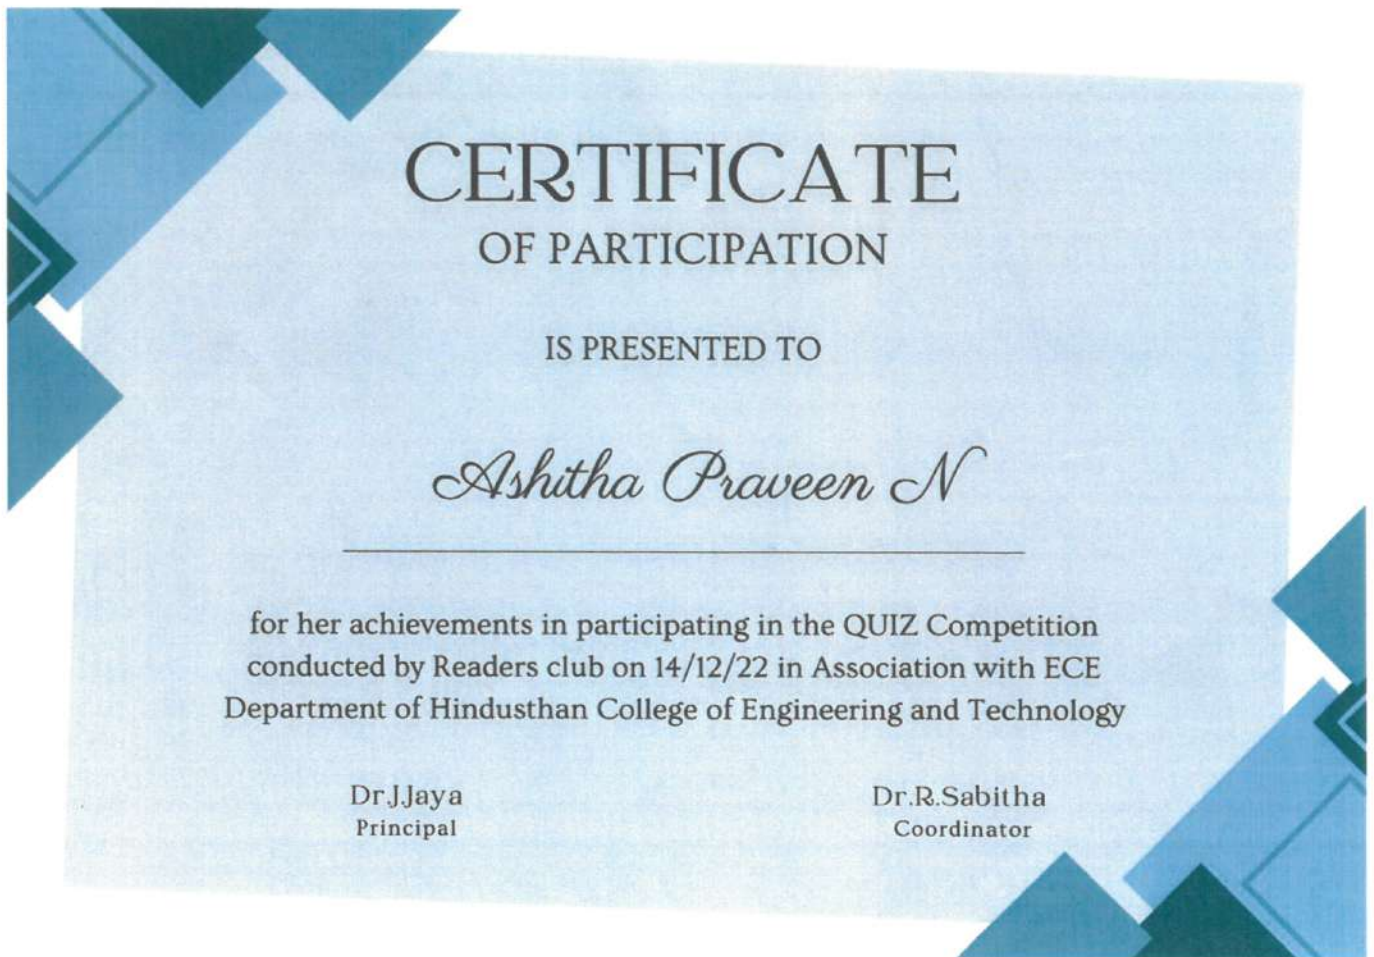 CERTIFICATE
OF PARTICIPATION
IS PRESENTED TO
Ashitha Praveen N
for her achievements in participating in the QUIZ Competition
conducted by Readers club on 14/12/22 in Association with ECE
Department of Hindusthan College of Engineering and Technology
Dr.J.Jaya
Principal
Dr.R.Sabitha
Coordinator